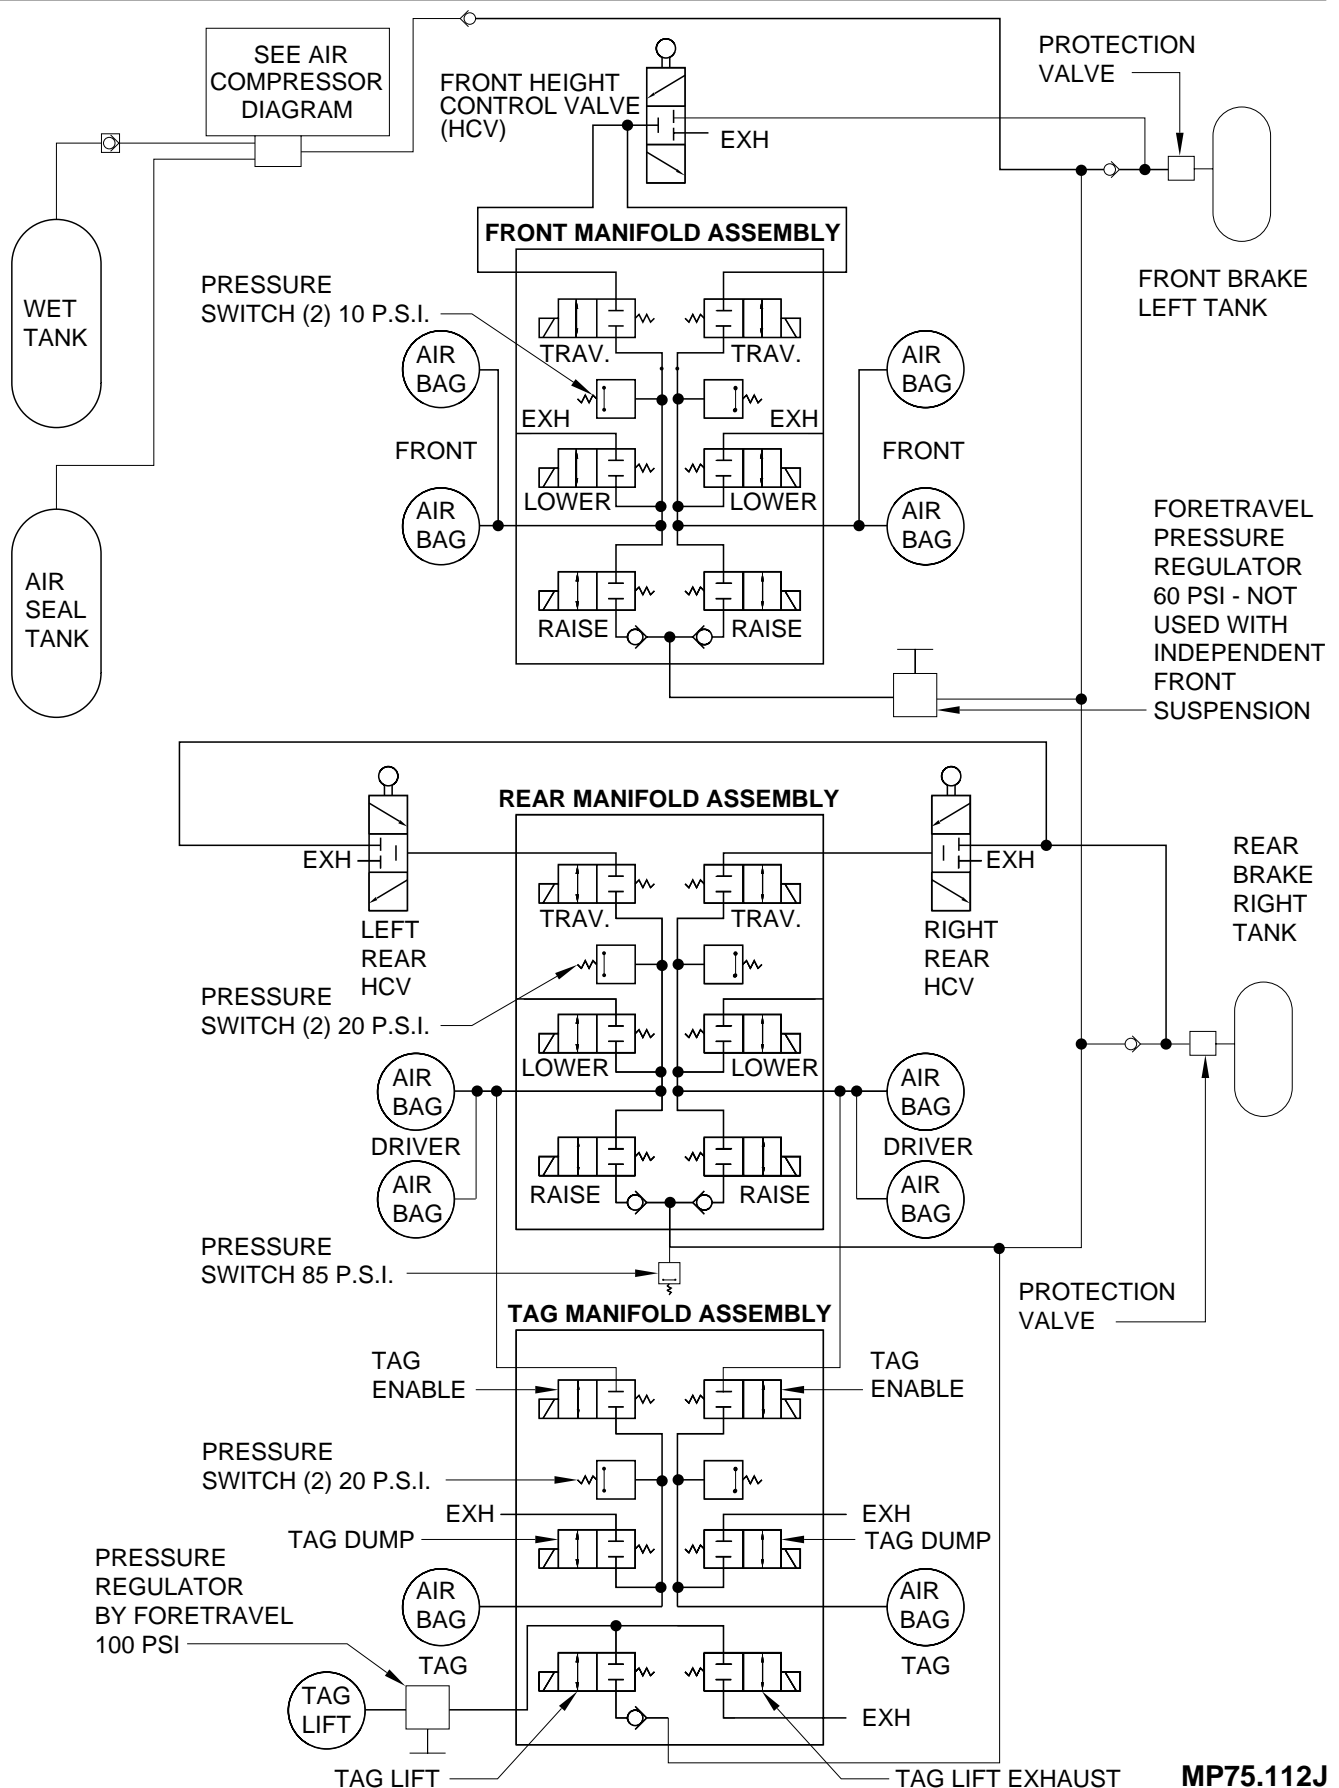 SEE AIR
COMPRESSOR
DIAGRAM
FRONT HEIGHT
CONTROL VALVE
(HCV)
EXH
PROTECTION
VALVE
FRONT BRAKE
LEFT TANK
WET
TANK
AIR
SEAL
TANK
FRONT MANIFOLD ASSEMBLY
PRESSURE
SWITCH (2) 10 P.S.I.
TRAV.
TRAV.
AIR
BAG
AIR
BAG
EXH
EXH
FRONT
FRONT
LOWER
LOWER
AIR
BAG
AIR
BAG
RAISE
RAISE
FORETRAVEL
PRESSURE
REGULATOR
60 PSI - NOT
USED WITH
INDEPENDENT
FRONT
SUSPENSION
REAR MANIFOLD ASSEMBLY
EXH
EXH
TRAV.
TRAV.
LEFT
REAR
HCV
RIGHT
REAR
HCV
REAR
BRAKE
RIGHT
TANK
PRESSURE
SWITCH (2) 20 P.S.I.
LOWER
LOWER
AIR
BAG
AIR
BAG
DRIVER
DRIVER
AIR
BAG
AIR
BAG
RAISE
RAISE
PRESSURE
SWITCH 85 P.S.I.
PROTECTION
VALVE
TAG MANIFOLD ASSEMBLY
TAG
ENABLE
TAG
ENABLE
PRESSURE
SWITCH (2) 20 P.S.I.
EXH
EXH
TAG DUMP
TAG DUMP
PRESSURE
REGULATOR
BY FORETRAVEL
100 PSI
AIR
BAG
AIR
BAG
TAG
TAG
TAG
LIFT
EXH
TAG LIFT
TAG LIFT EXHAUST
MP75.112J